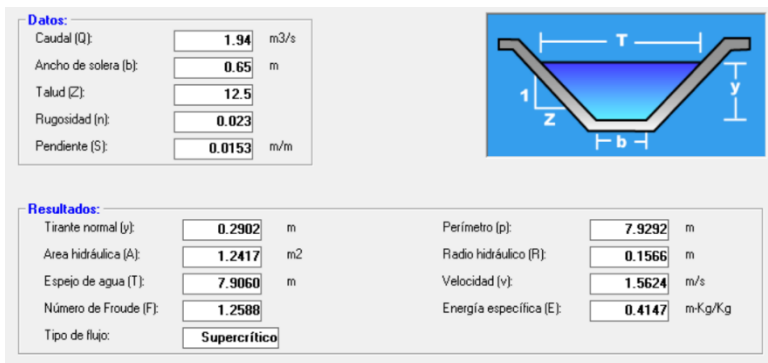 Datos:
Caudal (Q): 1.94 m3/s
Ancho de solera (b): 0.65 m
Talud (Z): 12.5
Rugosidad (n): 0.023
Pendiente (S): 0.0153 m/m
T
1
Z
y
b
Resultados:
Tirante normal (y): 0.2902 m Perímetro (p): 7.9292 m
Area hidráulica (A): 1.2417 m2 Radio hidráulico (R): 0.1566 m
Espejo de agua (T): 7.9060 m Velocidad (v): 1.5624 m/s
Número de Froude (F): 1.2588 Energía específica (E): 0.4147 m-Kg/Kg
Tipo de flujo: Supercrítico